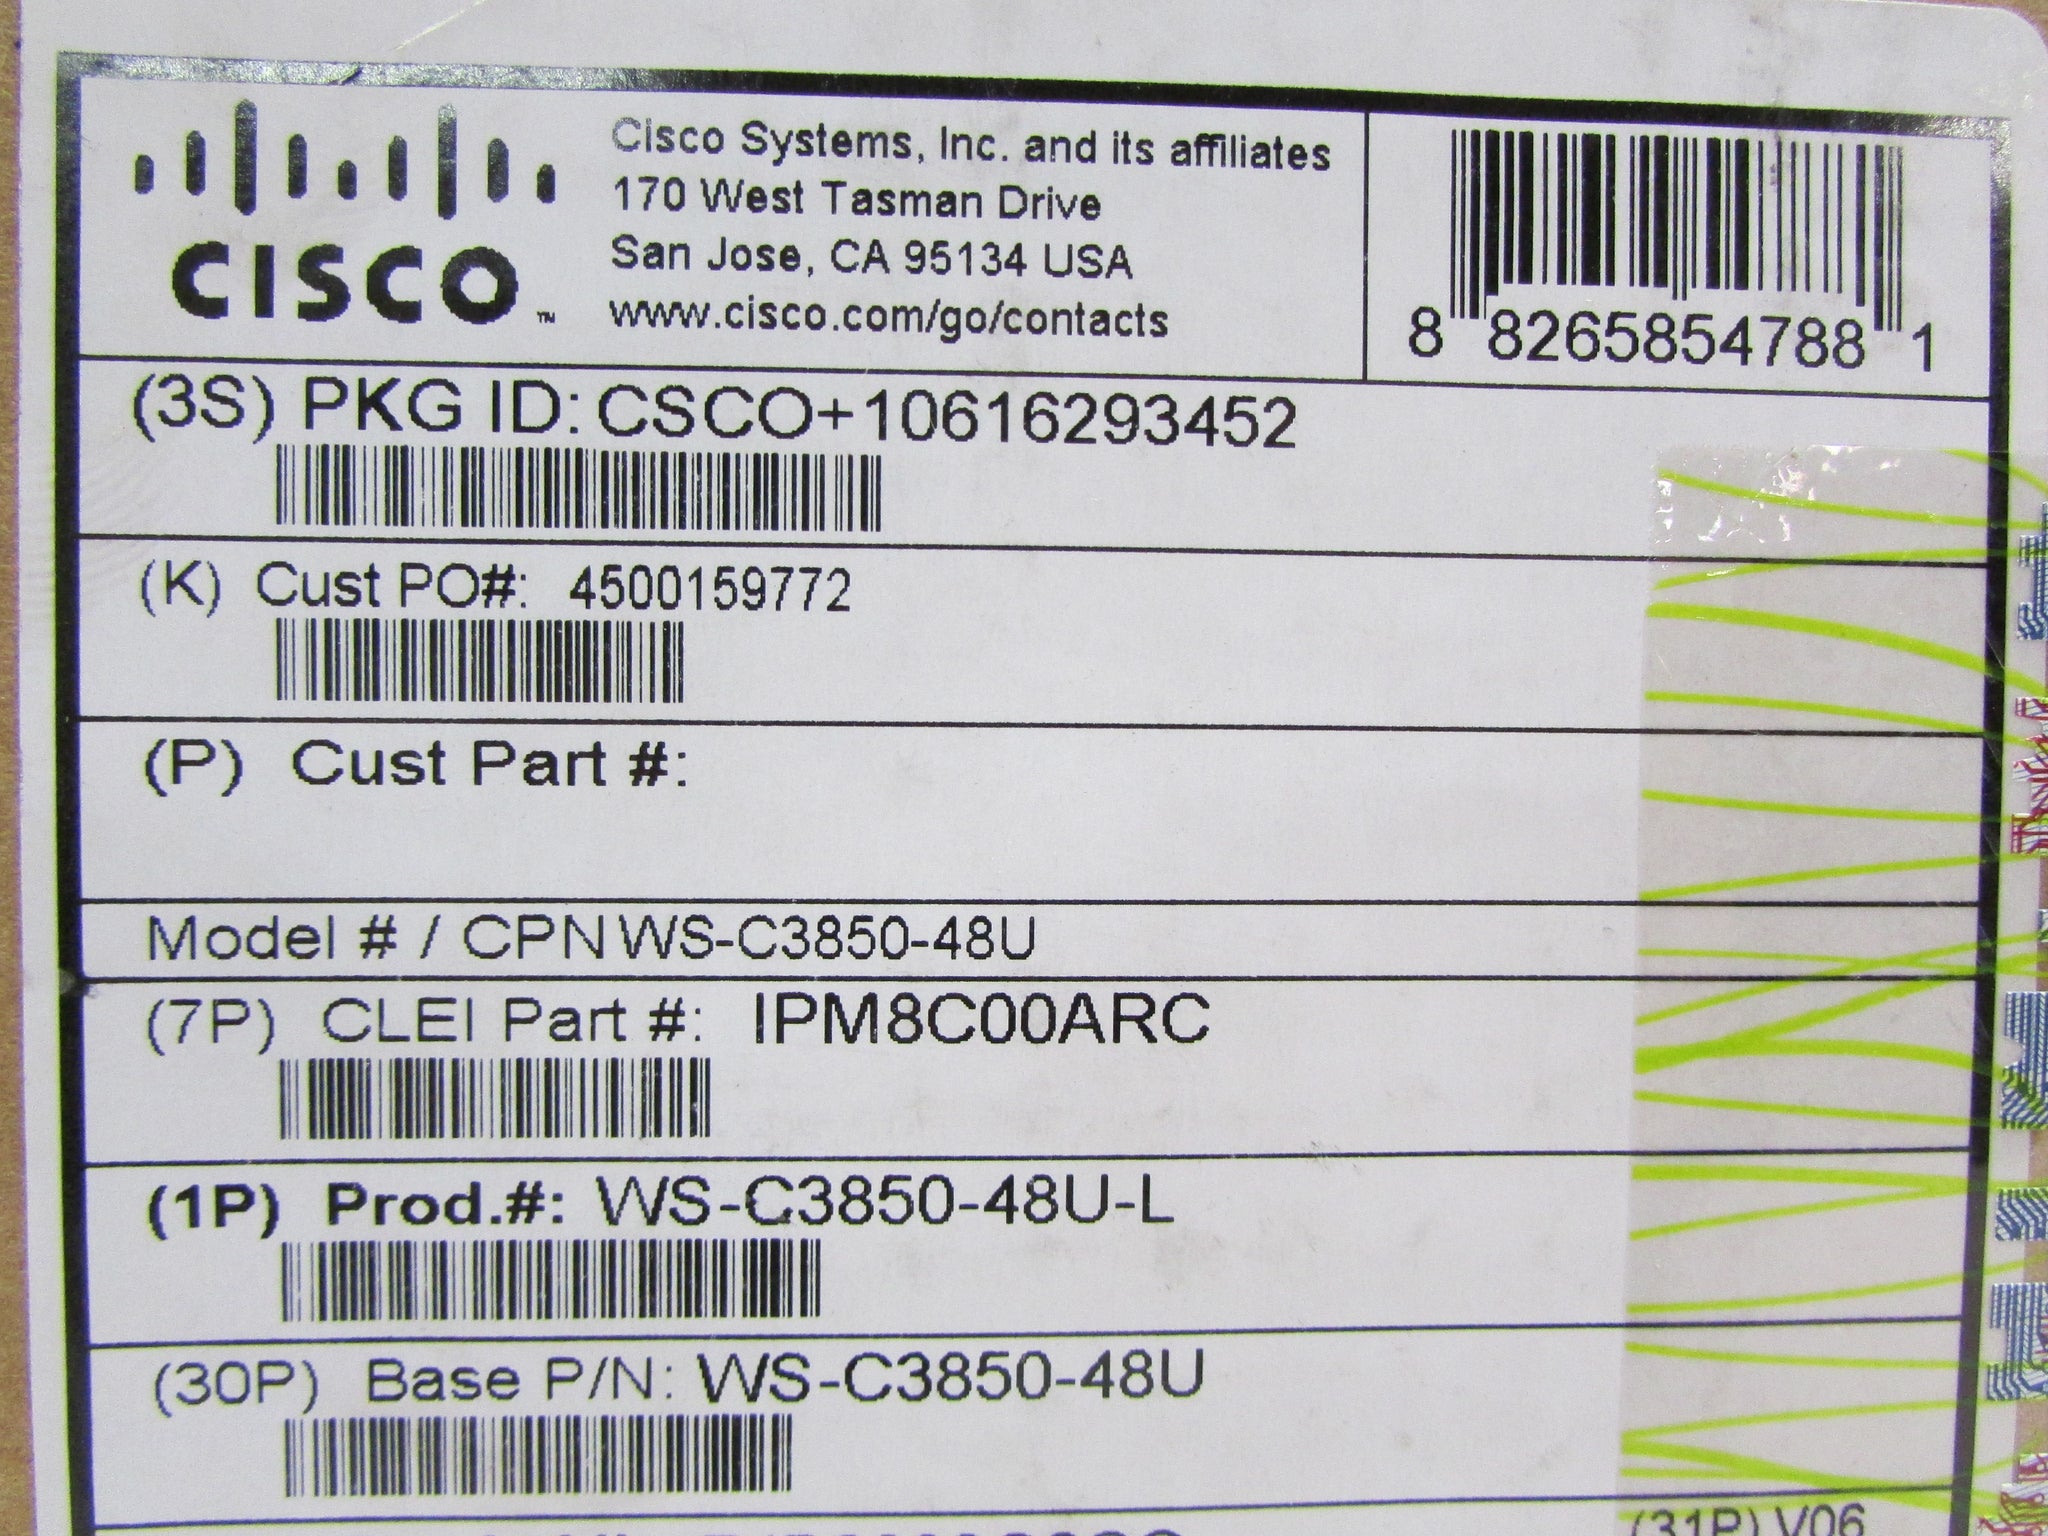 CISCO™
Cisco Systems, Inc. and its affiliates
170 West Tasman Drive
San Jose, CA 95134 USA
www.cisco.com/go/contacts
8 8265854788 1
(3S) PKG ID: CSCO+10616293452
(K) Cust PO#: 4500159772
(P) Cust Part #:
Model # / CPN WS-C3850-48U
(7P) CLEI Part #: IPM8C00ARC
(1P) Prod.#: WS-C3850-48U-L
(30P) Base P/N: WS-C3850-48U
(31P) V06